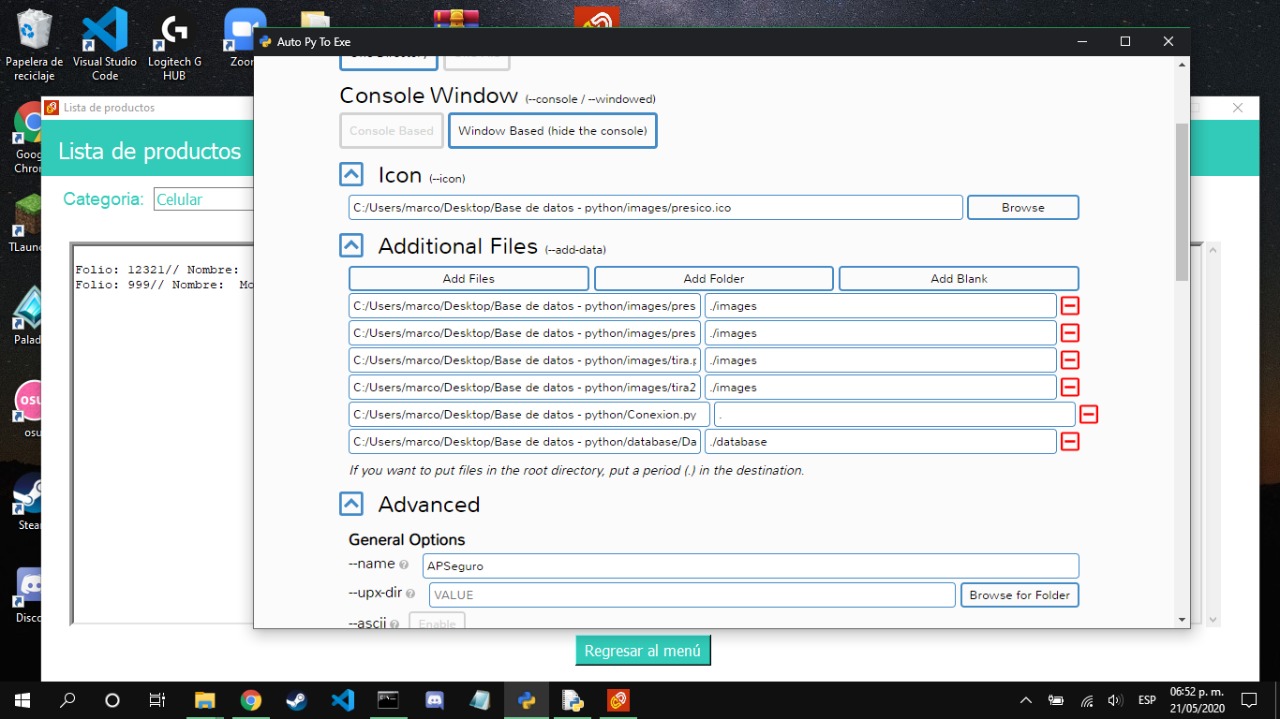 Papelera de reciclaje
Visual Studio Code
Logitech G HUB
Zoo
Auto Py To Exe
Console Window (--console / --windowed)
Console Based
Window Based (hide the console)
Icon (--icon)
C:/Users/marco/Desktop/Base de datos - python/images/presico.ico
Browse
Additional Files (--add-data)
Add Files
Add Folder
Add Blank
C:/Users/marco/Desktop/Base de datos - python/images/pres
./images
C:/Users/marco/Desktop/Base de datos - python/images/pres
./images
C:/Users/marco/Desktop/Base de datos - python/images/tira.p
./images
C:/Users/marco/Desktop/Base de datos - python/images/tira2
./images
C:/Users/marco/Desktop/Base de datos - python/Conexion.py
.
C:/Users/marco/Desktop/Base de datos - python/database/Da
./database
If you want to put files in the root directory, put a period (.) in the destination.
Advanced
General Options
--name
APSeguro
--upx-dir
VALUE
Browse for Folder
--ascii
Enable
Lista de productos
Lista de productos
Categoria: Celular
Folio: 12321// Nombre:
Folio: 999// Nombre: Mo
Regresar al menú
Goog
Chron
TLaun
Palad
osu
osu
Stea
Disco
ESP
06:52 p. m.
21/05/2020